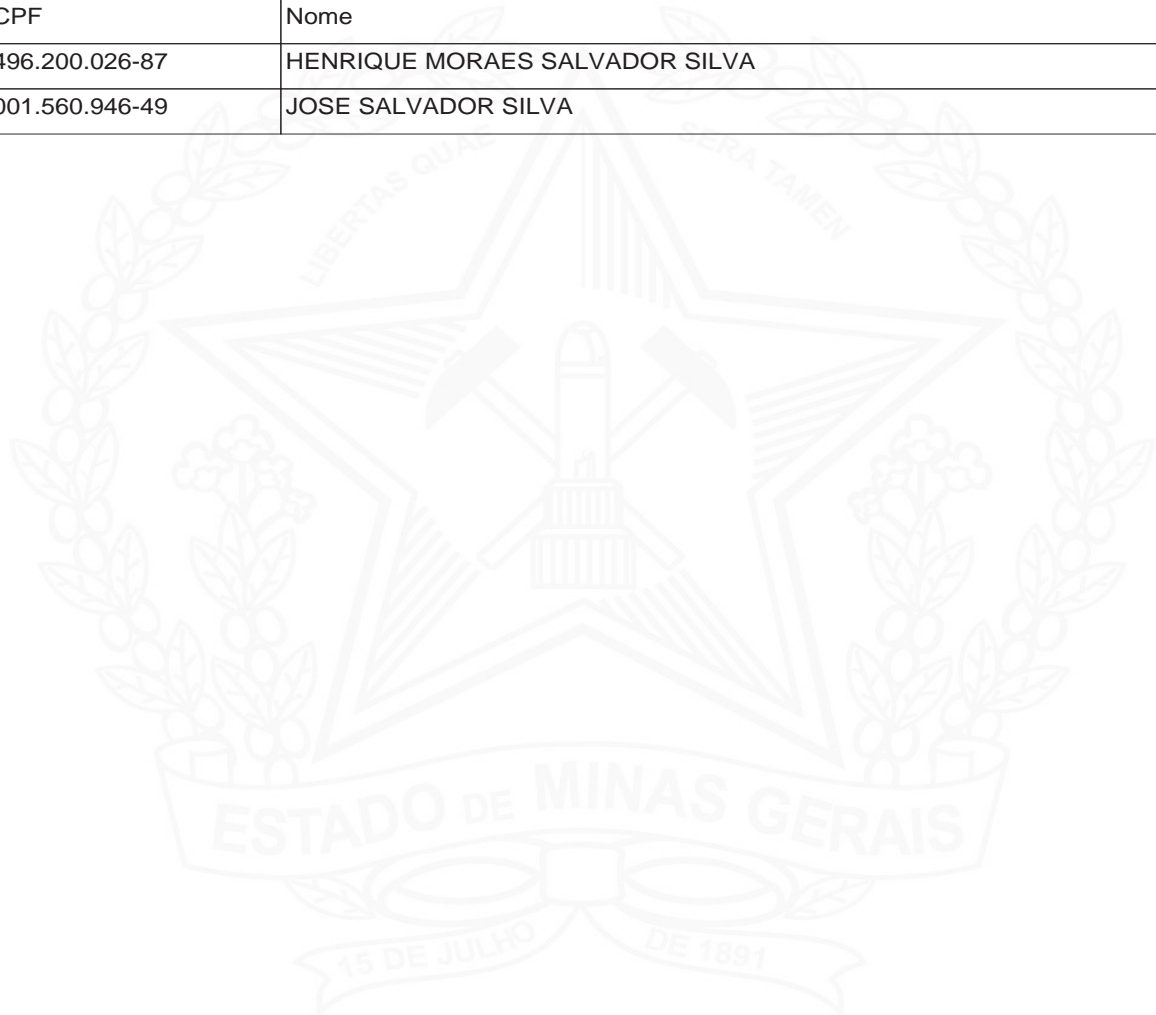 CPF Nome
496.200.026-87 HENRIQUE MORAES SALVADOR SILVA
001.560.946-49 JOSE SALVADOR SILVA
LIBERTAS QUAE SERA TAMEN
ESTADO DE MINAS GERAIS
15 DE JULHO DE 1891